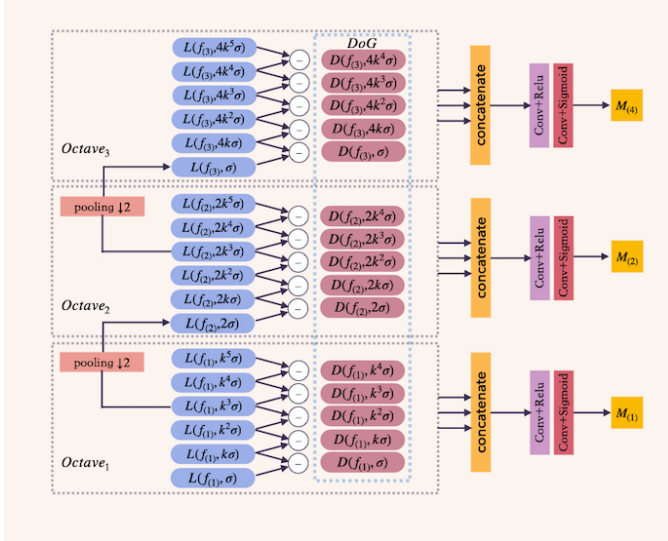 DoG
L(f(3),4k⁵σ)
L(f(3),4k⁴σ)
L(f(3),4k³σ)
L(f(3),4k²σ)
L(f(3),4kσ)
L(f(3),σ)
−
−
−
−
−
D(f(3),4k⁴σ)
D(f(3),4k³σ)
D(f(3),4k²σ)
D(f(3),4kσ)
D(f(3),σ)
Octave₃
concatenate
Conv+Relu
Conv+Sigmoid
M(4)
pooling ↓2
L(f(2),2k⁵σ)
L(f(2),2k⁴σ)
L(f(2),2k³σ)
L(f(2),2k²σ)
L(f(2),2kσ)
L(f(2),2σ)
−
−
−
−
−
D(f(2),2k⁴σ)
D(f(2),2k³σ)
D(f(2),2k²σ)
D(f(2),2kσ)
D(f(2),2σ)
Octave₂
concatenate
Conv+Relu
Conv+Sigmoid
M(2)
pooling ↓2
L(f(1), k⁵σ)
L(f(1), k⁴σ)
L(f(1), k³σ)
L(f(1), k²σ)
L(f(1), kσ)
L(f(1), σ)
−
−
−
−
−
D(f(1), k⁴σ)
D(f(1), k³σ)
D(f(1), k²σ)
D(f(1), kσ)
D(f(1), σ)
Octave₁
concatenate
Conv+Relu
Conv+Sigmoid
M(1)